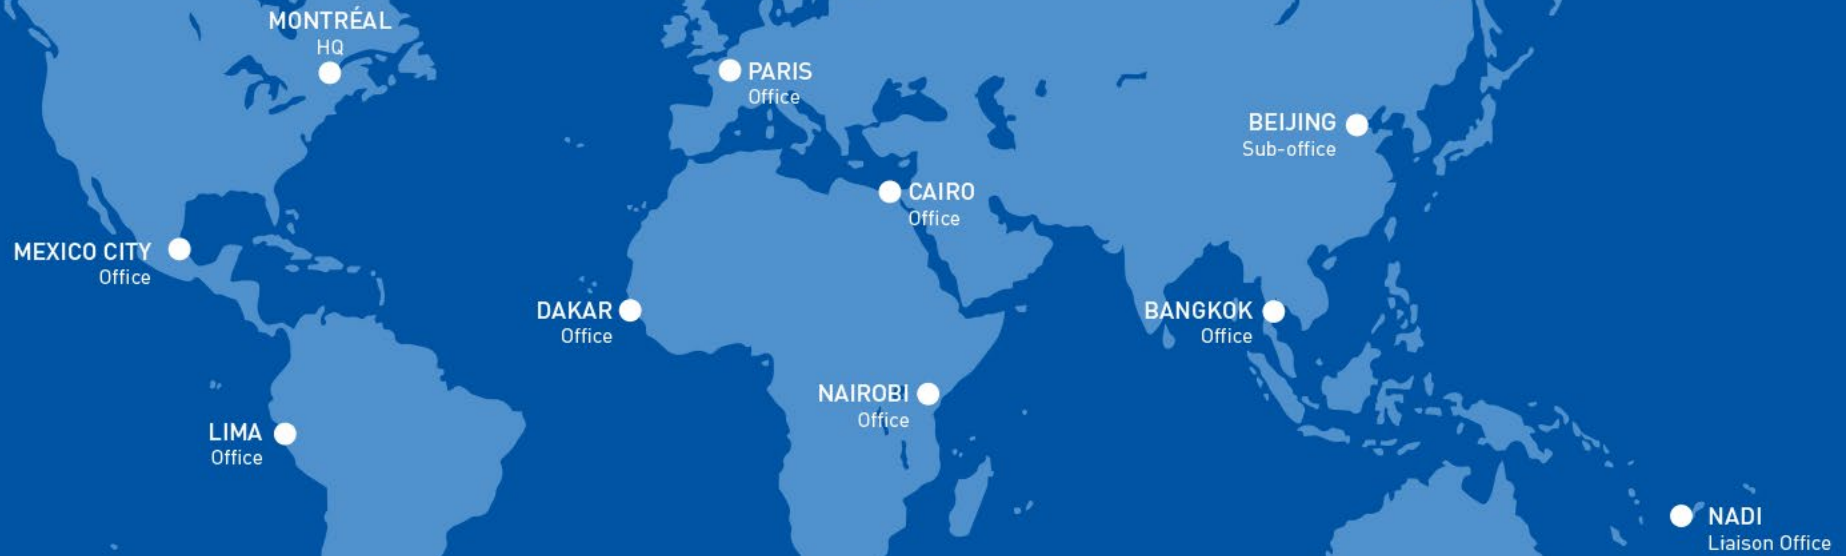 MONTRÉAL
HQ
PARIS
Office
BEIJING
Sub-office
CAIRO
Office
MEXICO CITY
Office
DAKAR
Office
BANGKOK
Office
NAIROBI
Office
LIMA
Office
NADI
Liaison Office